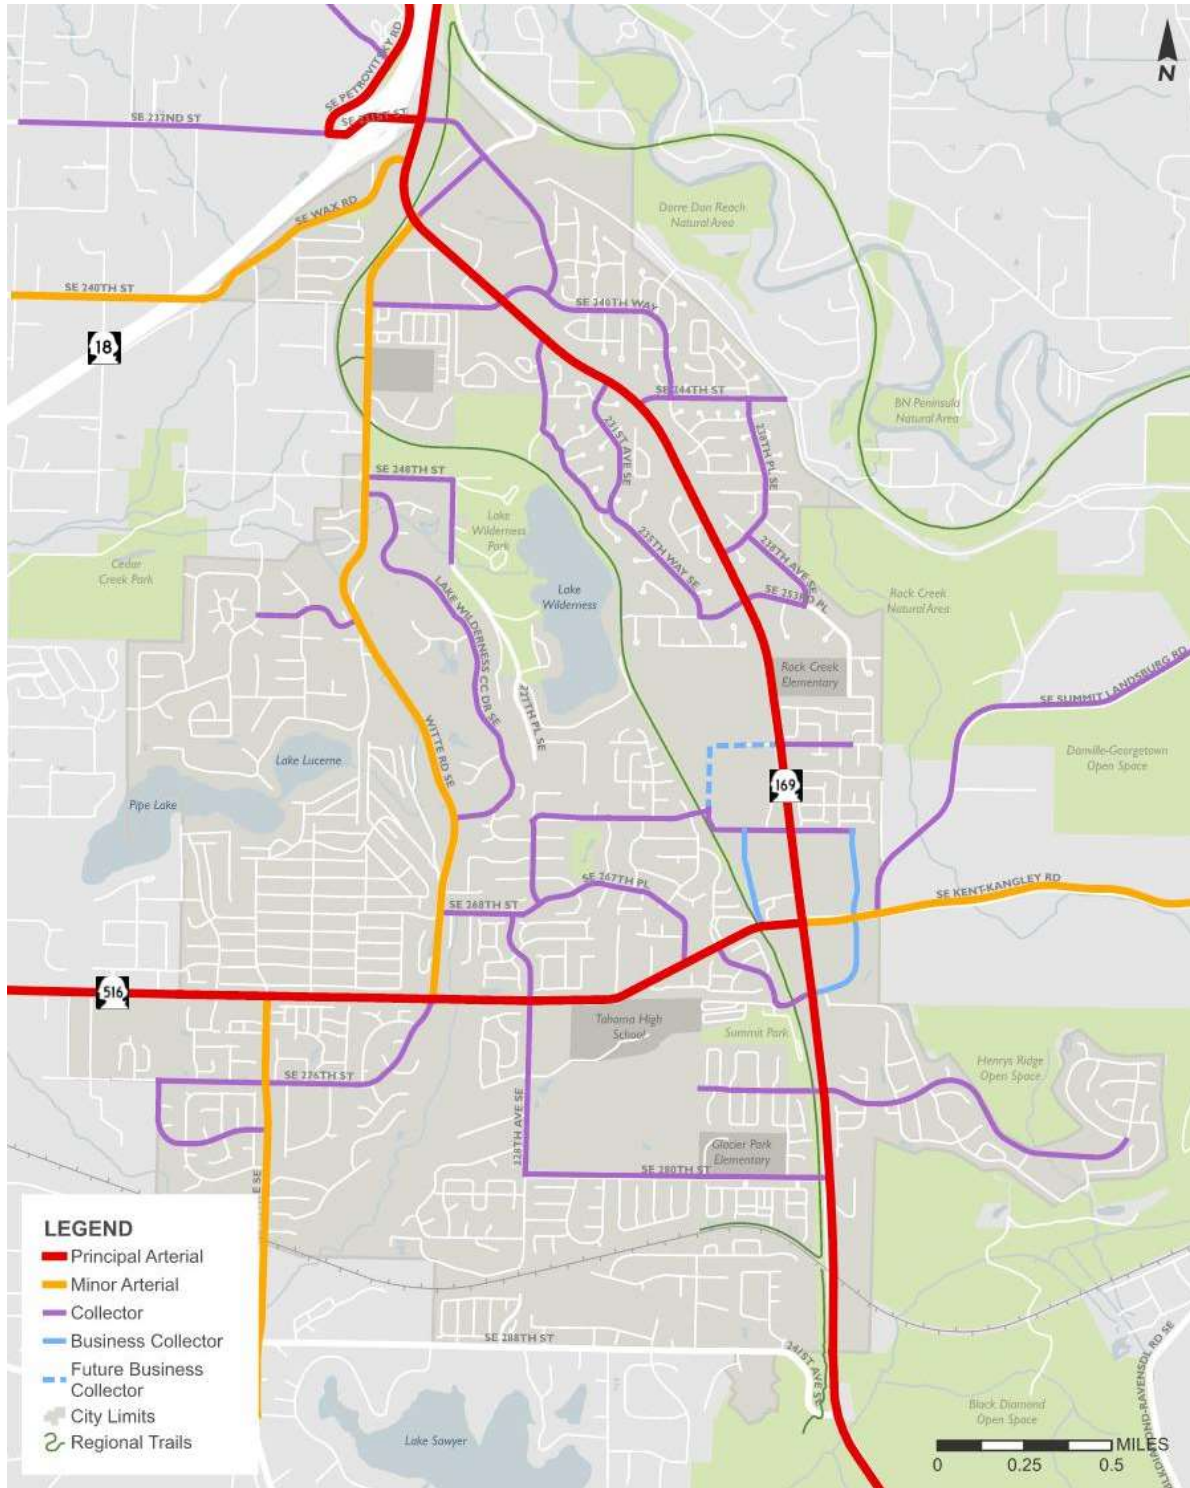 SE PETROVITSKY RD
N
SE 232ND ST
SE 231ST ST
SE WAX RD
Dorre Don Reach
Natural Area
SE 240TH ST
SE 240TH WAY
18
SE 244TH ST
BN Peninsula
Natural Area
231ST AVE SE
238TH PL SE
SE 248TH ST
Lake
Wilderness
Park
235TH WAY SE
238TH AVE SE
Cedar
Creek Park
LAKE WILDERNESS CC DR SE
Lake
Wilderness
SE 253RD PL
Rock Creek
Natural Area
Rock Creek
Elementary
SE SUMMIT LANDSBURG RD
227TH PL SE
WITTE RD SE
Lake Lucerne
Danville-Georgetown
Open Space
169
Pipe Lake
SE 267TH PL
SE KENT-KANGLEY RD
SE 268TH ST
516
Tahoma High
School
Summit Park
Henrys Ridge
Open Space
SE 276TH ST
228TH AVE SE
Glacier Park
Elementary
SE 280TH ST
E SE
LEGEND
Principal Arterial
Minor Arterial
Collector
Business Collector
Future Business
Collector
City Limits
Regional Trails
SE 288TH ST
241ST AVE SE
Lake Sawyer
Black Diamond
Open Space
BLKDIAMOND-RAVENSDL RD SE
MILES
0 0.25 0.5